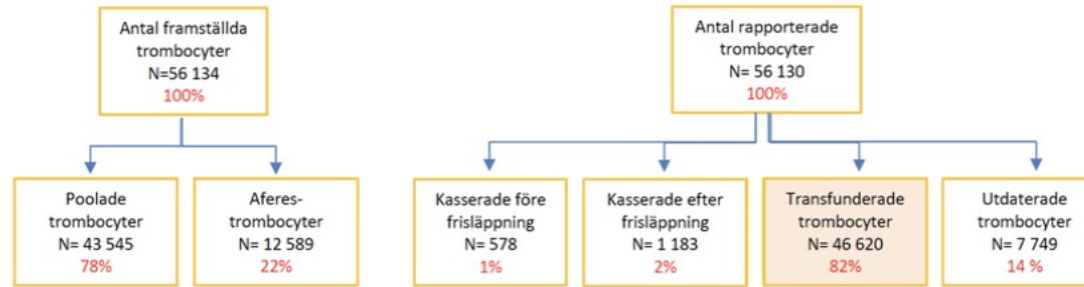 Antal framställda
trombocyter
N=56 134
100%
Antal rapporterade
trombocyter
N= 56 130
100%
Poolade
trombocyter
N= 43 545
78%
Aferes-
trombocyter
N= 12 589
22%
Kasserade före
frisläppning
N= 578
1%
Kasserade efter
frisläppning
N= 1 183
2%
Transfunderade
trombocyter
N= 46 620
82%
Utdaterade
trombocyter
N= 7 749
14 %